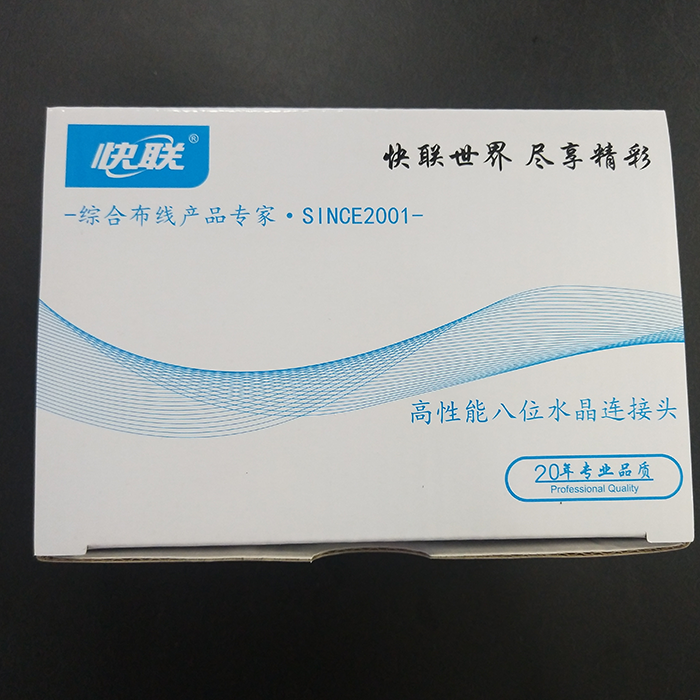 快联®
快联世界 尽享精彩
-综合布线产品专家·SINCE2001-
高性能八位水晶连接头
20年专业品质
Professional Quality